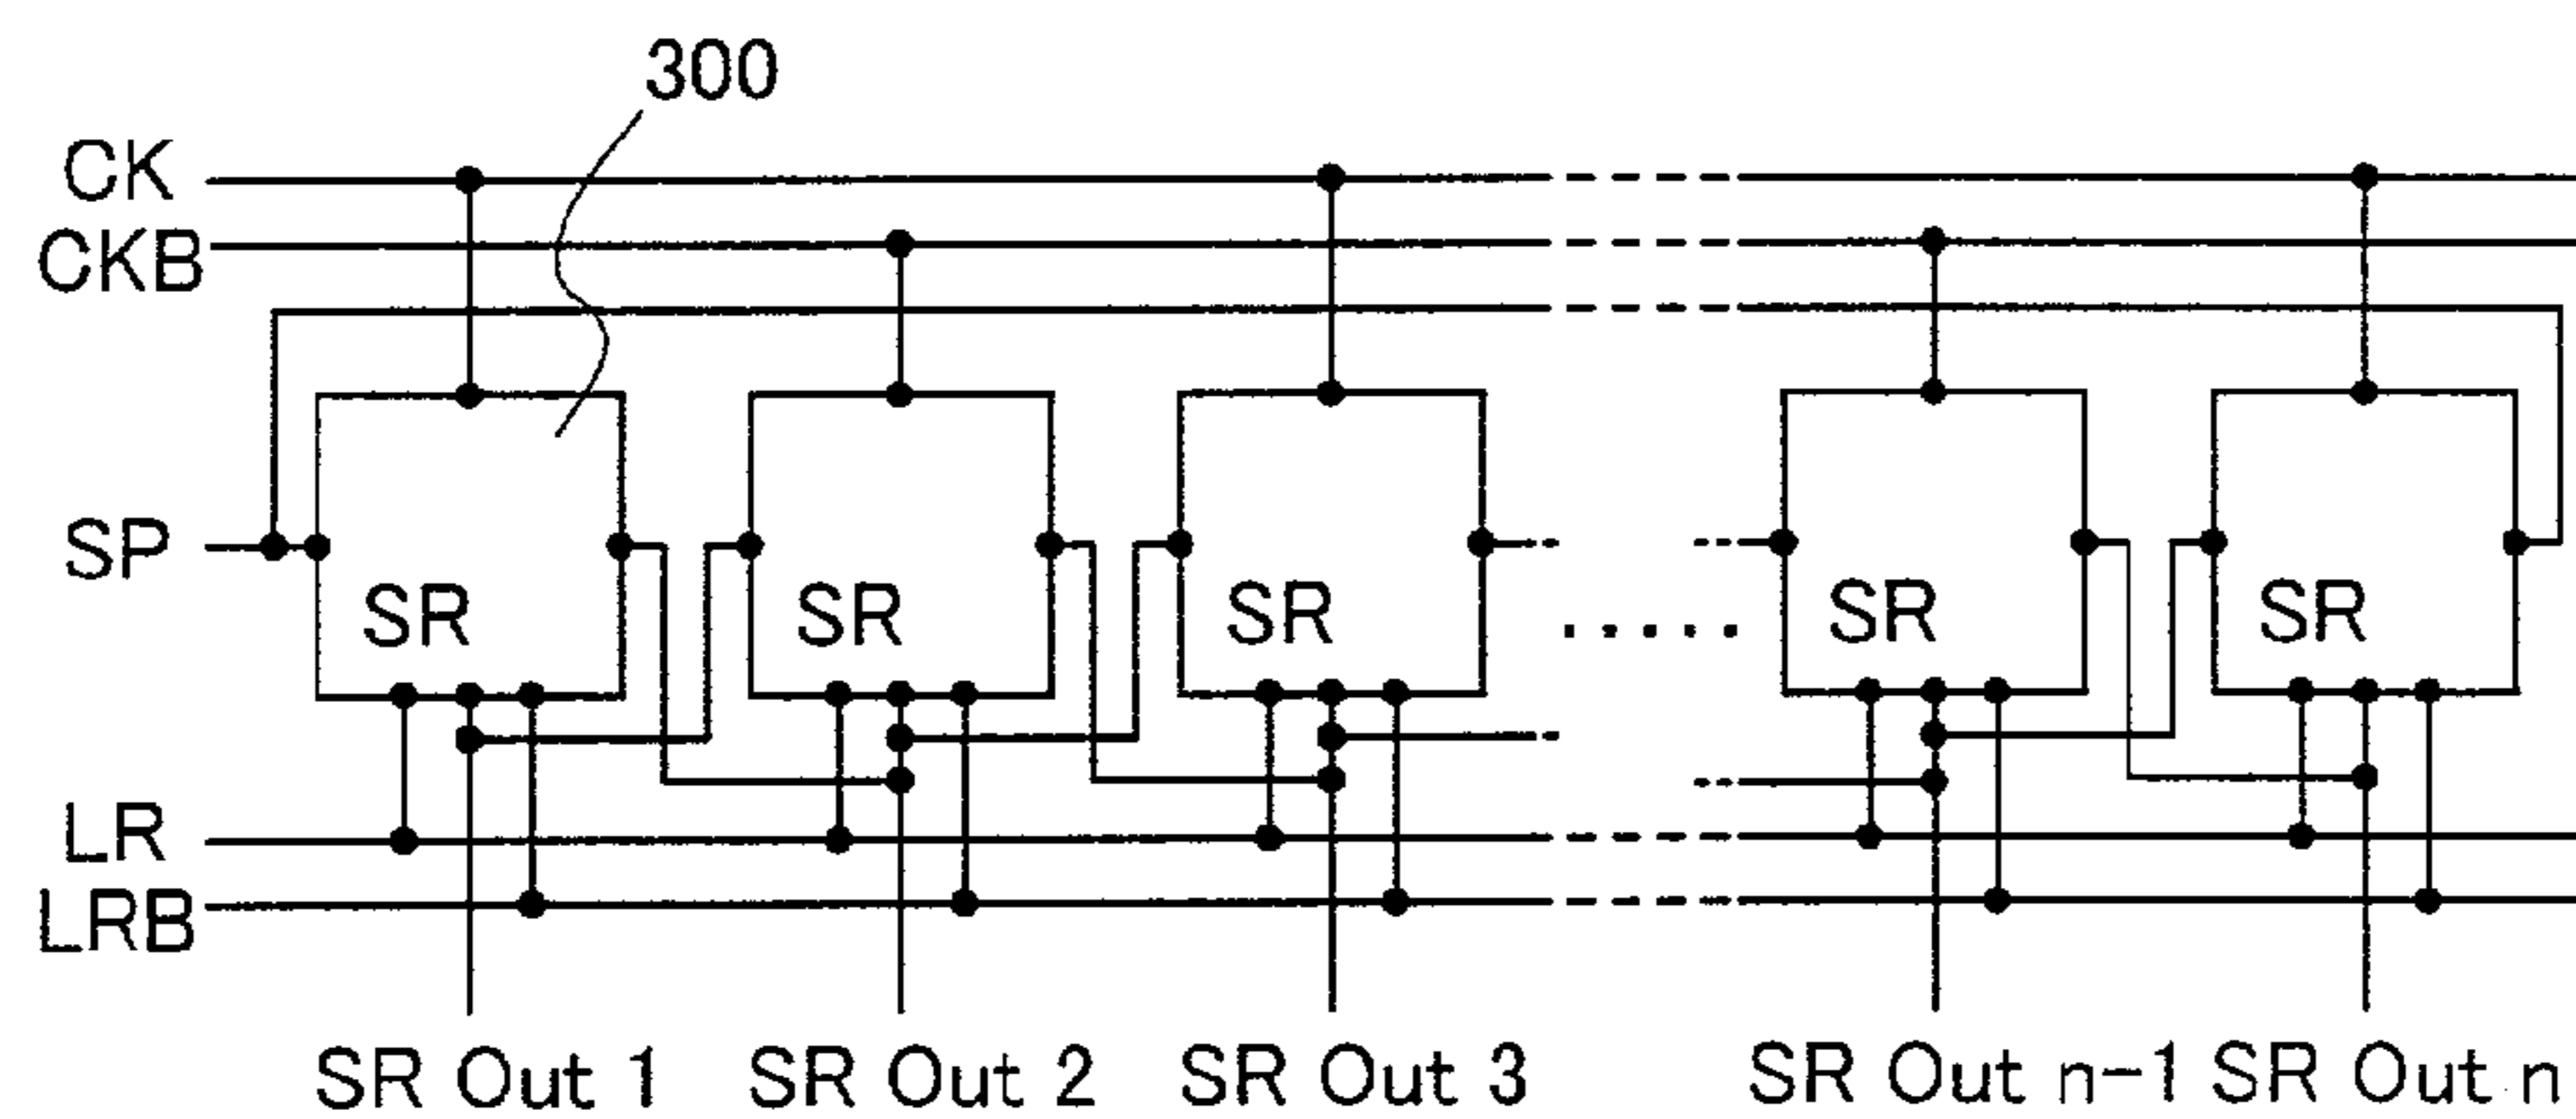 300
CK
CKB
SP
SR SR SR SR SR
LR
LRB
SR Out 1 SR Out 2 SR Out 3 SR Out n-1 SR Out n